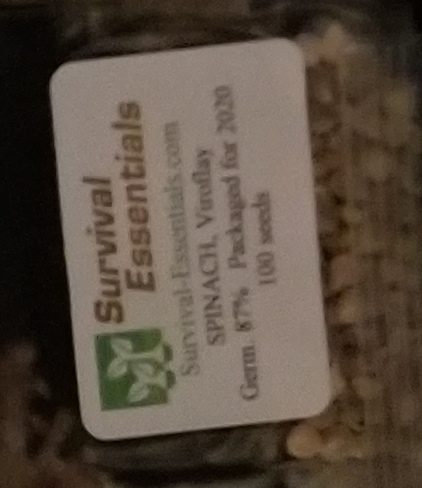 Survival
Essentials
Survival-Essentials.com
SPINACH, Viroflay
Germ. 87% Packaged for 2020
100 seeds